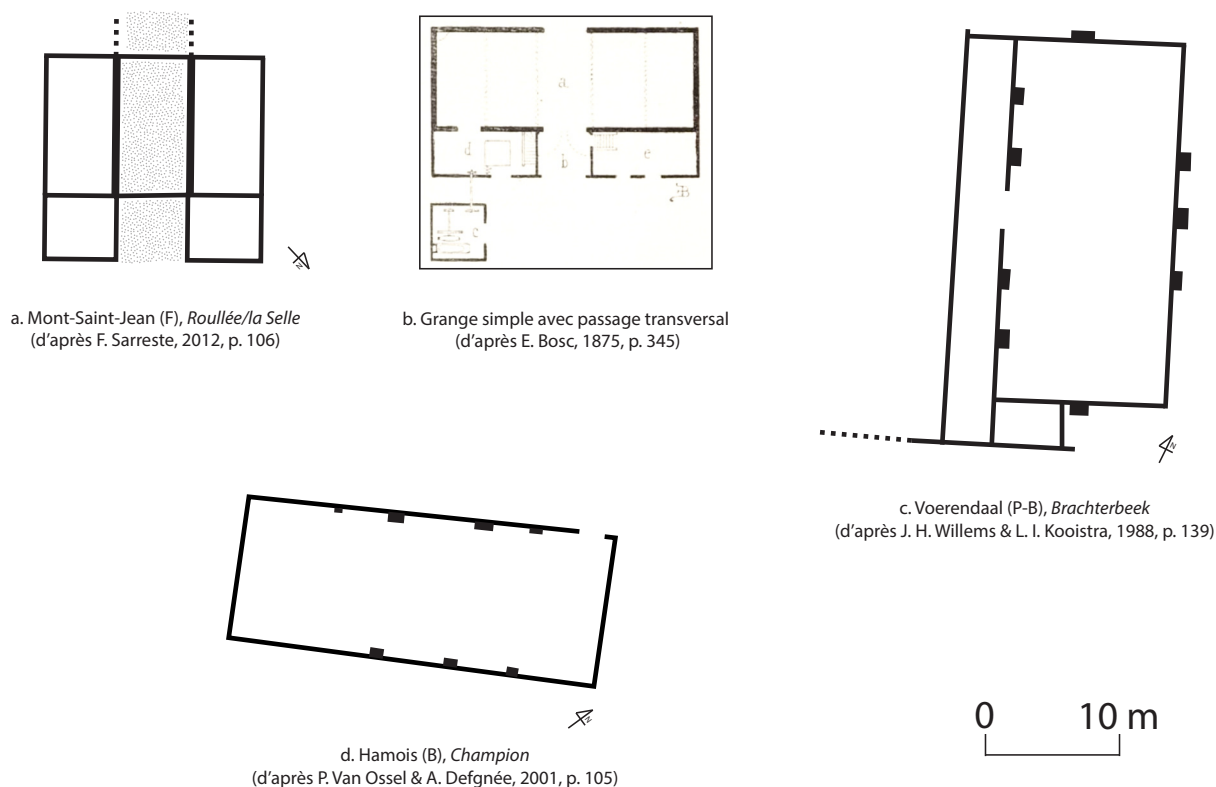 a
b
d
e
B
c
N
a. Mont-Saint-Jean (F), Roullée/la Selle
(d'après F. Sarreste, 2012, p. 106)
b. Grange simple avec passage transversal
(d'après E. Bosc, 1875, p. 345)
N
c. Voerendaal (P-B), Brachterbeek
(d'après J. H. Willems & L. I. Kooistra, 1988, p. 139)
N
d. Hamois (B), Champion
(d'après P. Van Ossel & A. Defgnée, 2001, p. 105)
0 10 m